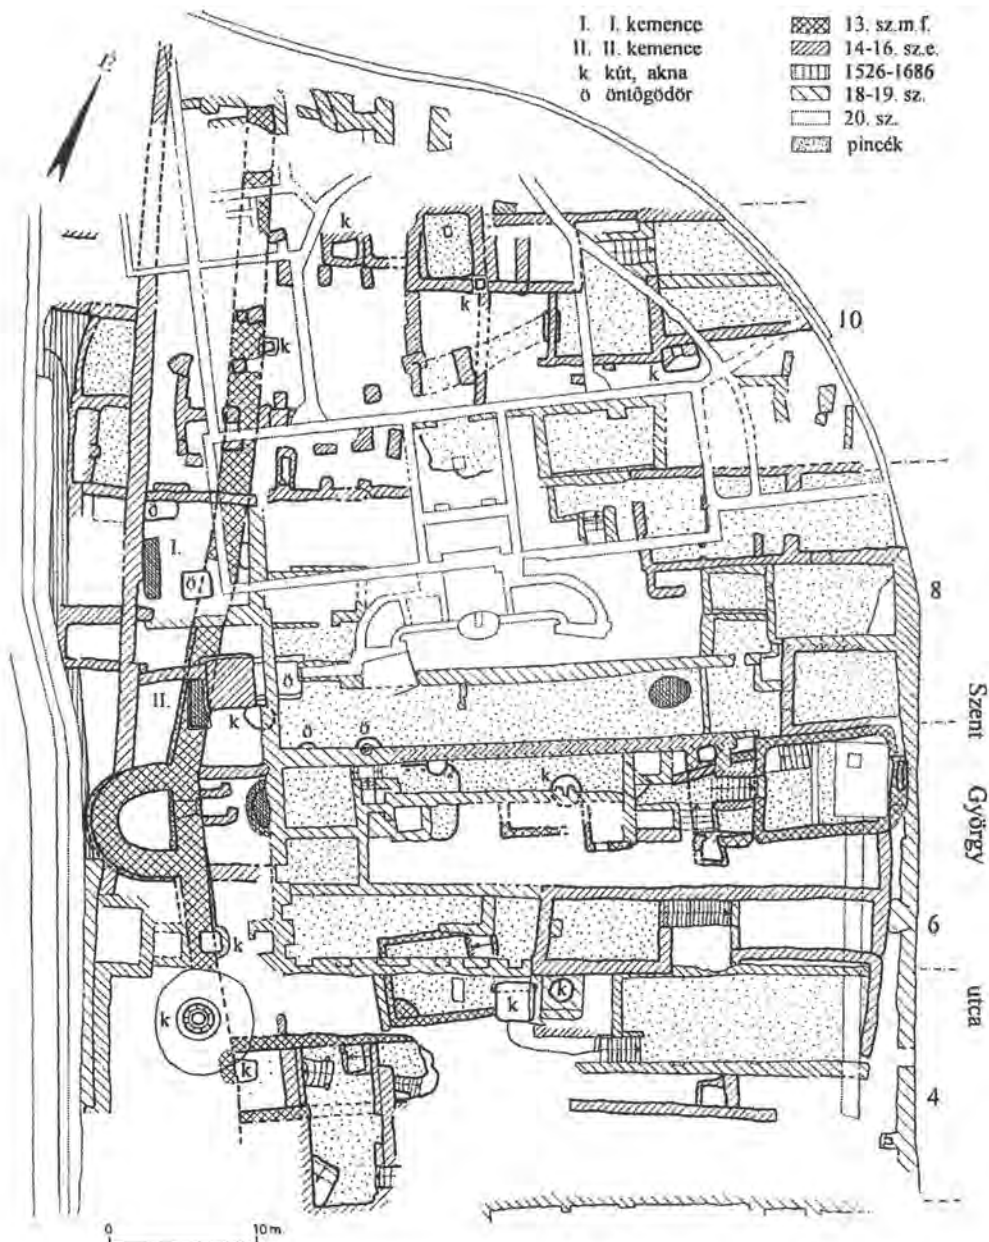 I. I. kemence
II. II. kemence
k kút, akna
ö öntőgödör
13. sz.m.f.
14-16. sz.e.
1526-1686
18-19. sz.
20. sz.
pincék
É
k
k
k
10
k
ö
I.
ö
8
II.
ö
k
ö
ö
k
Szent
György
utca
6
k
k
k
k
k
4
0
10 m.